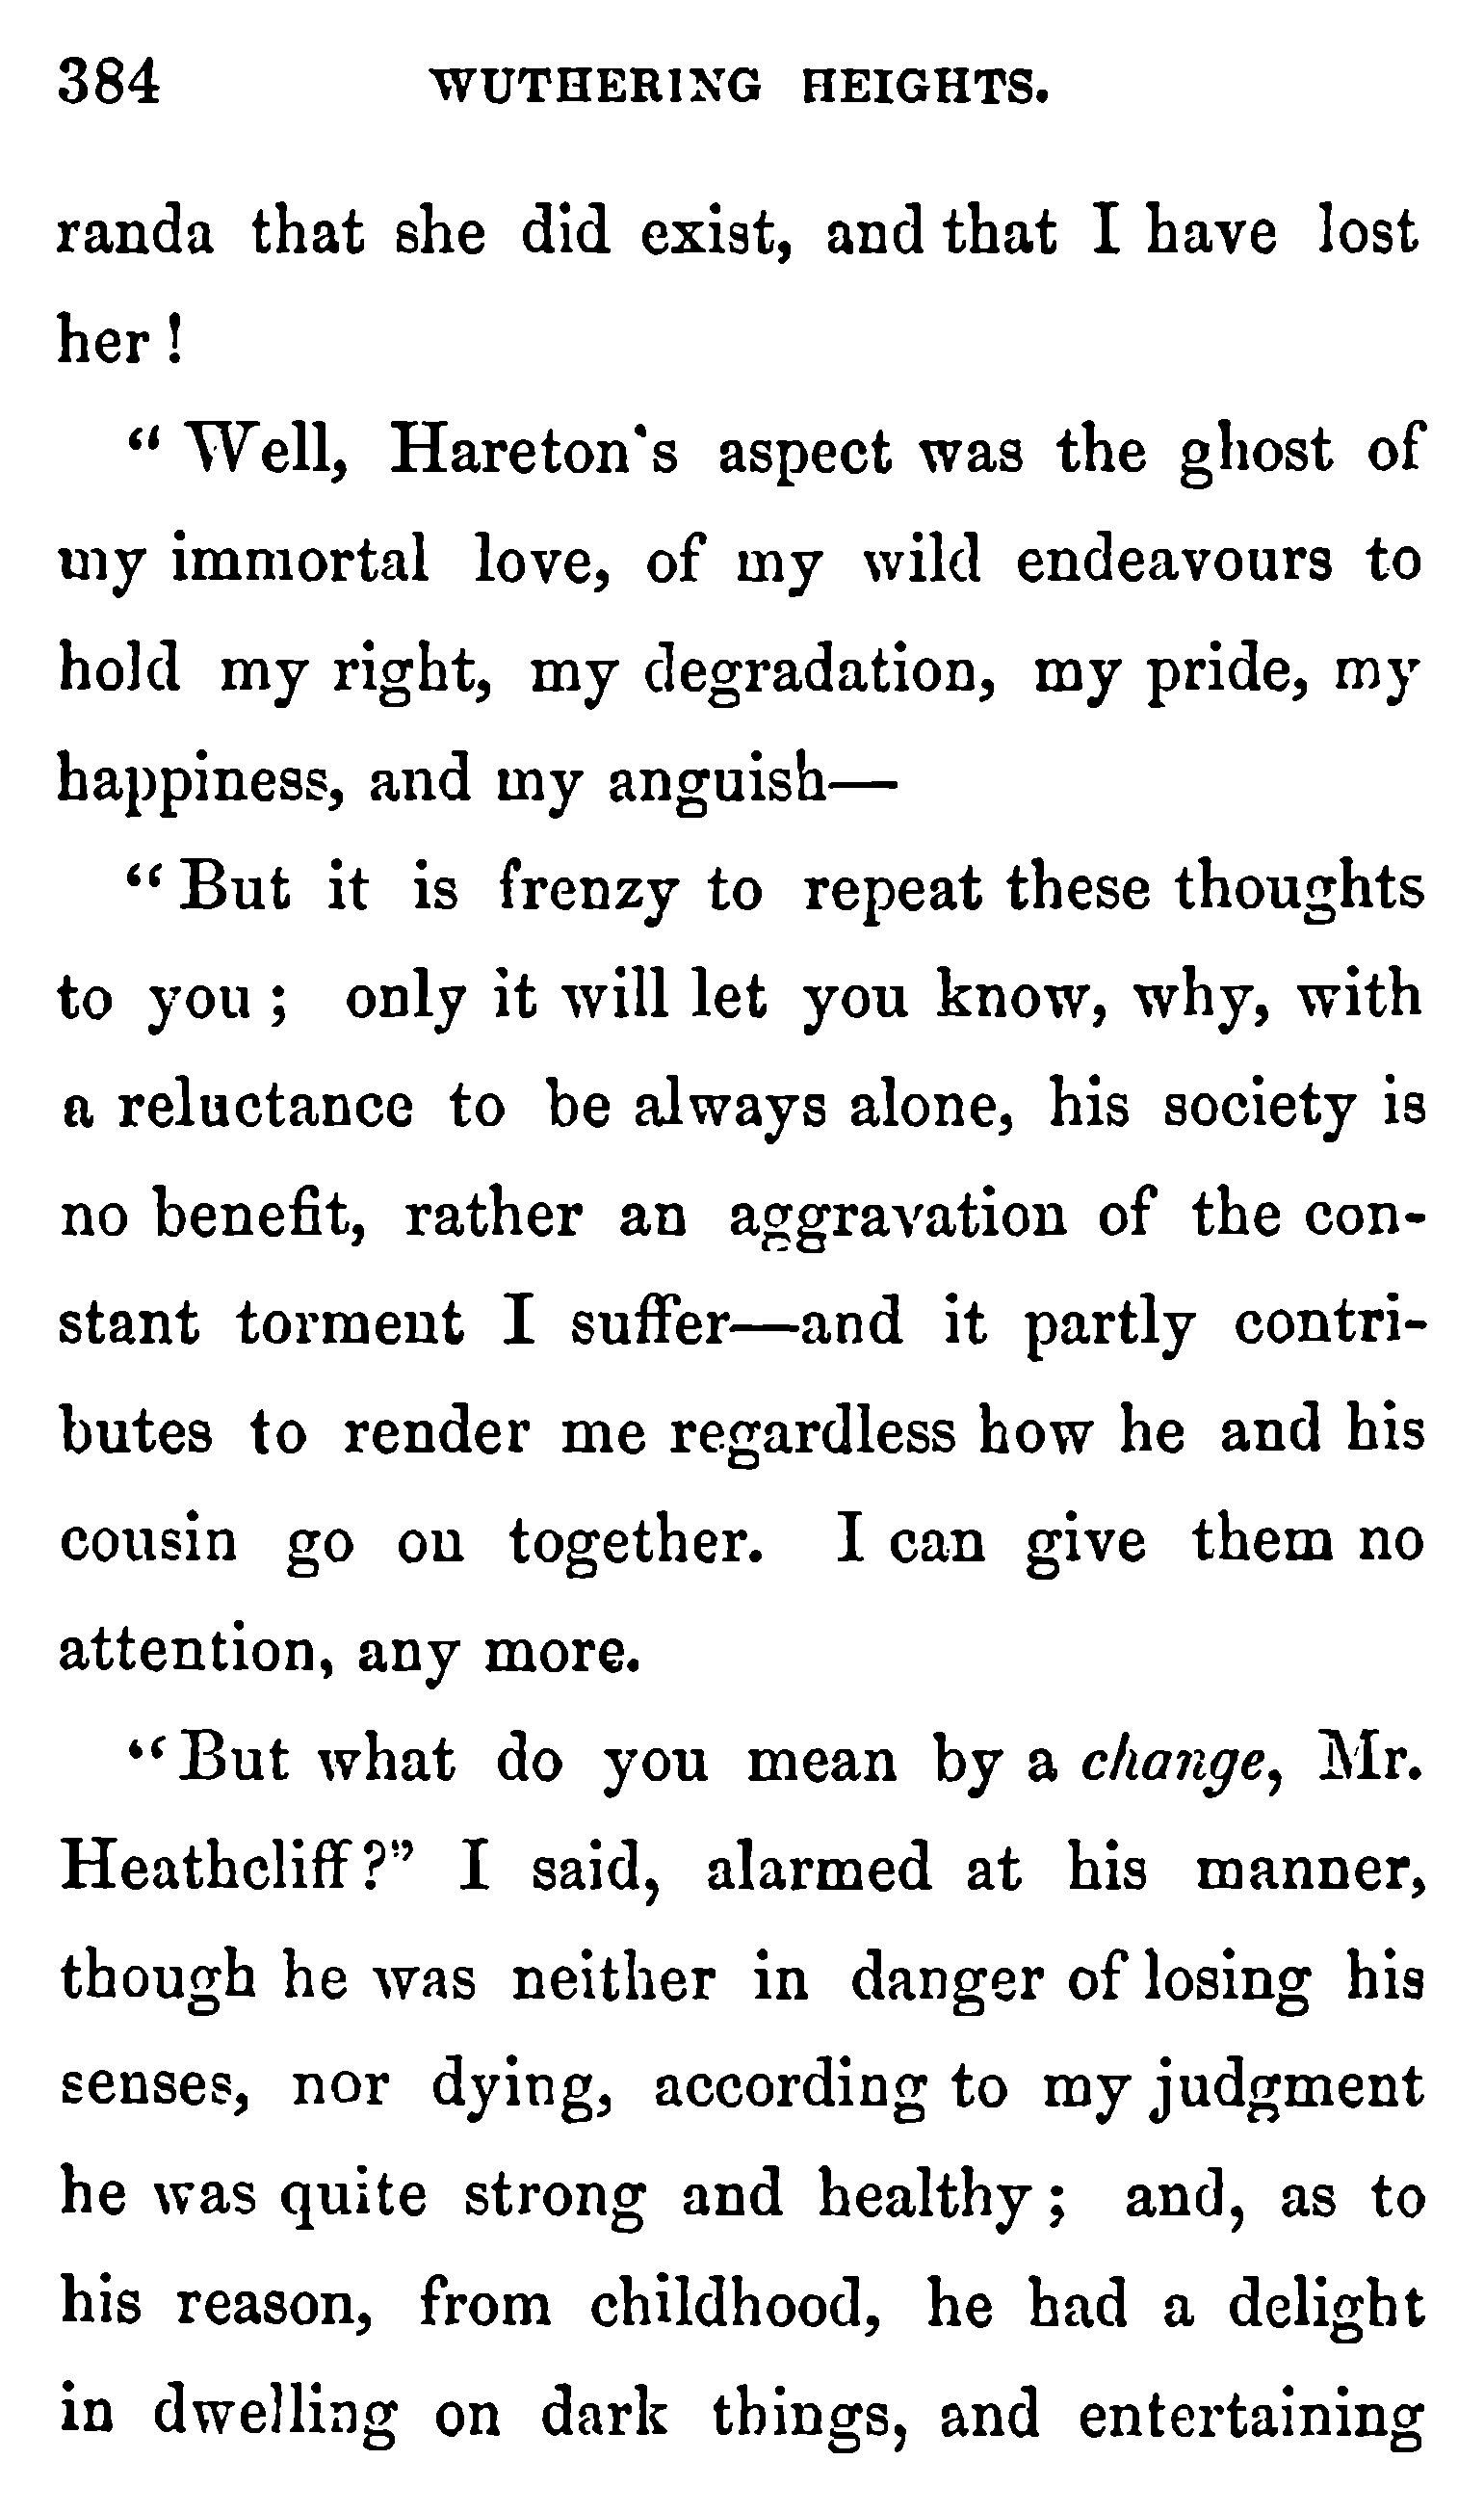 384 WUTHERING HEIGHTS.
randa that she did exist, and that I have lost
her!
"Well, Hareton's aspect was the ghost of
my immortal love, of my wild endeavours to
hold my right, my degradation, my pride, my
happiness, and my anguish—
"But it is frenzy to repeat these thoughts
to you; only it will let you know, why, with
a reluctance to be always alone, his society is
no benefit, rather an aggravation of the con-
stant torment I suffer—and it partly contri-
butes to render me regardless how he and his
cousin go on together. I can give them no
attention, any more.
"But what do you mean by a change, Mr.
Heathcliff?" I said, alarmed at his manner,
though he was neither in danger of losing his
senses, nor dying, according to my judgment
he was quite strong and healthy; and, as to
his reason, from childhood, he had a delight
in dwelling on dark things, and entertaining